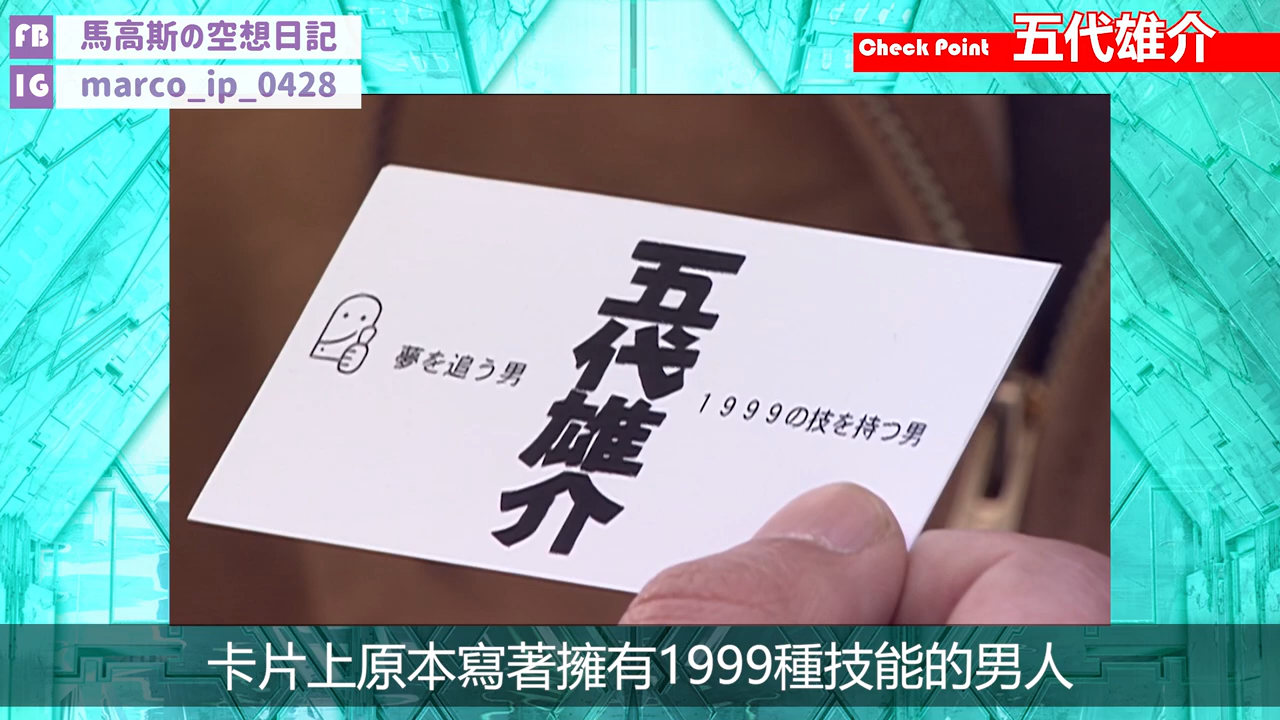 FB 馬高斯の空想日記
IG marco_ip_0428
Check Point 五代雄介
1999の技を持つ男
五代雄介
夢を追う男
卡片上原本寫著擁有1999種技能的男人